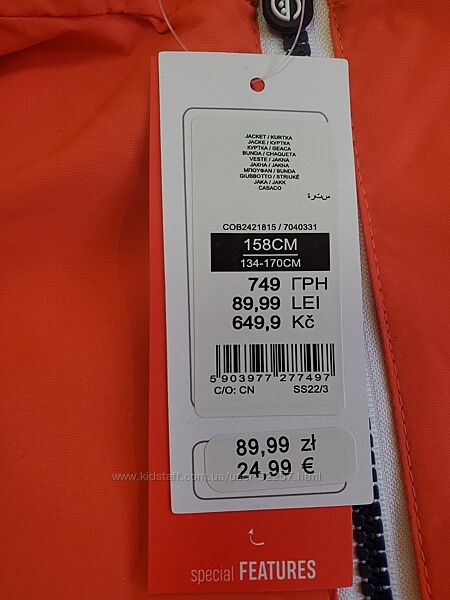 JACKET / KURTKA
JACKE / КУРТКА
КУРТКА / GEACA
BUNDA / CHAQUETA
VESTE / JAKNA
JAKHA / JAKNA
ΜΠΟΥΦΑΝ / BUNDA
GIUBBOTTO / STRIUKĖ
JAKA / JAKK
CASACO
سترة
COB2421815 / 7040331
158CM
134-170CM
749 ГРН
89,99 LEI
649,9 Kč
5 903977 277497
C/O: CN SS22/3
89,99 zł
24,99 €
special FEATURES